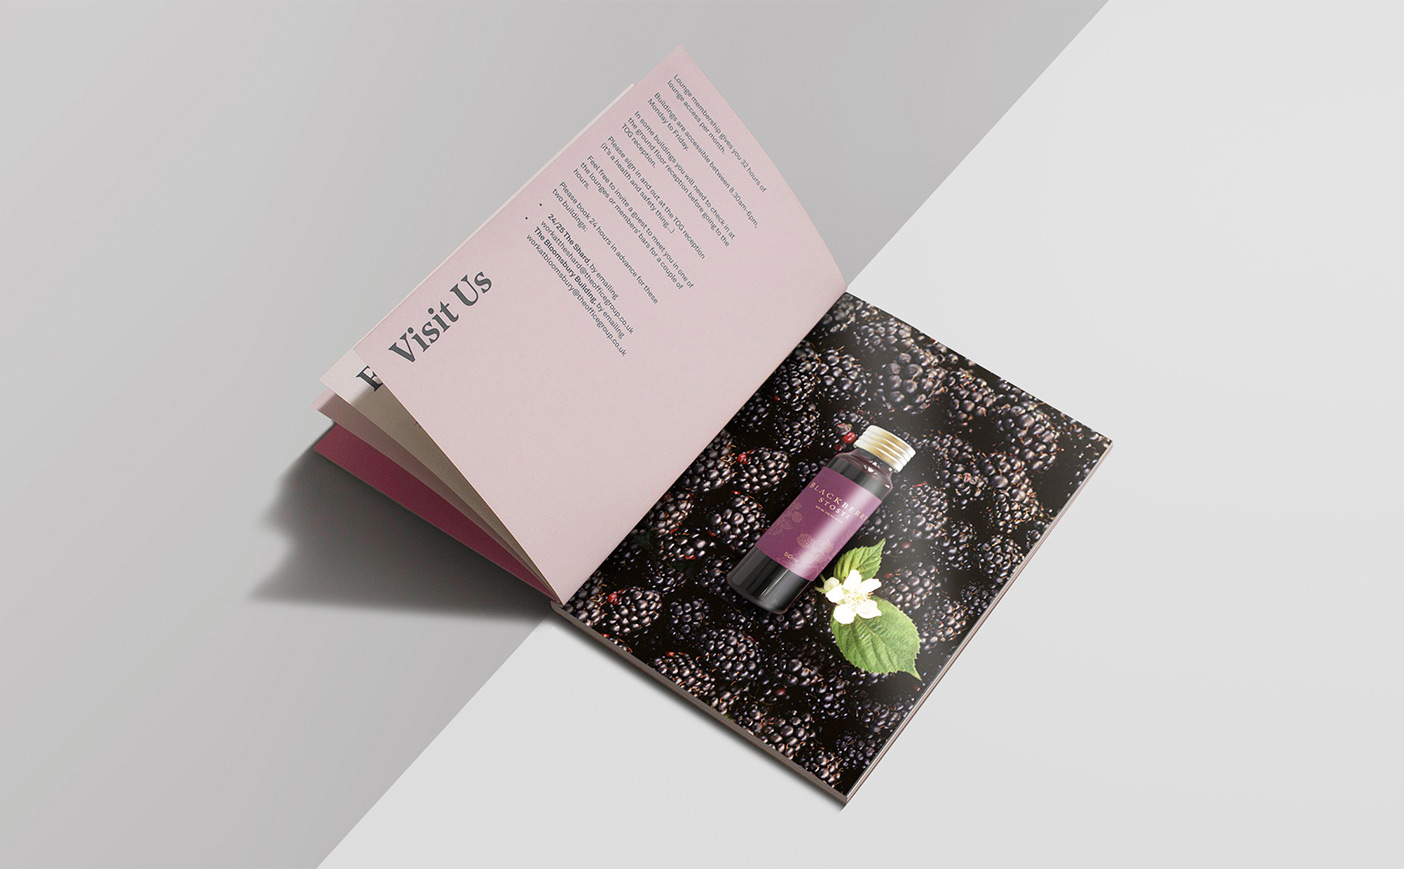 Visit Us
Lounge membership gives you 32 hours of
lounge access per month.
Buildings are accessible between 8.30am-6pm,
Monday to Friday.
In some buildings you will need to check in at
the ground floor reception before going to the
TOG reception.
Please sign in and out at the TOG reception
(it's a health and safety thing...)
Feel free to invite a guest to meet you in one of
the lounges or members' bars for a couple of
hours.
Please book 24 hours in advance for these
two buildings:
• 24/25 The Shard, by emailing
workattheshard@theofficegroup.co.uk
• The Bloomsbury Building, by emailing
workatbloomsbury@theofficegroup.co.uk
BLACKBERRY